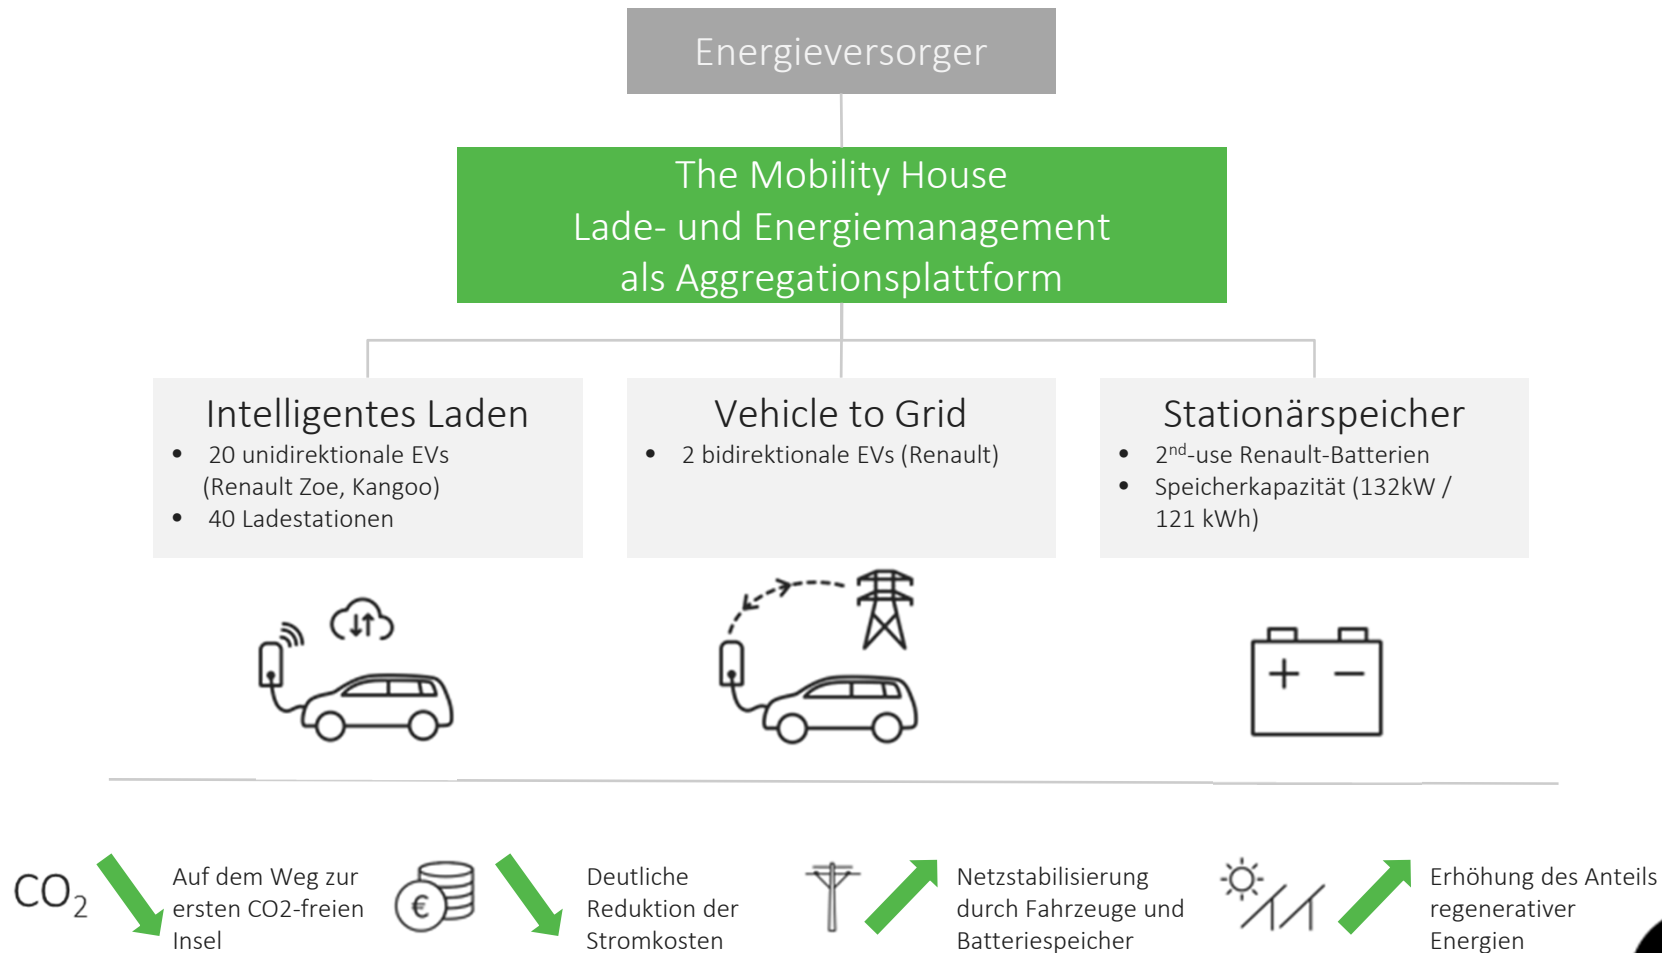 Energieversorger
The Mobility House
Lade- und Energiemanagement
als Aggregationsplattform
Intelligentes Laden
• 20 unidirektionale EVs
(Renault Zoe, Kangoo)
• 40 Ladestationen
Vehicle to Grid
• 2 bidirektionale EVs (Renault)
Stationärspeicher
• 2nd-use Renault-Batterien
• Speicherkapazität (132kW /
121 kWh)
+ −
CO2
Auf dem Weg zur
ersten CO2-freien
Insel
€
Deutliche
Reduktion der
Stromkosten
Netzstabilisierung
durch Fahrzeuge und
Batteriespeicher
Erhöhung des Anteils
regenerativer
Energien